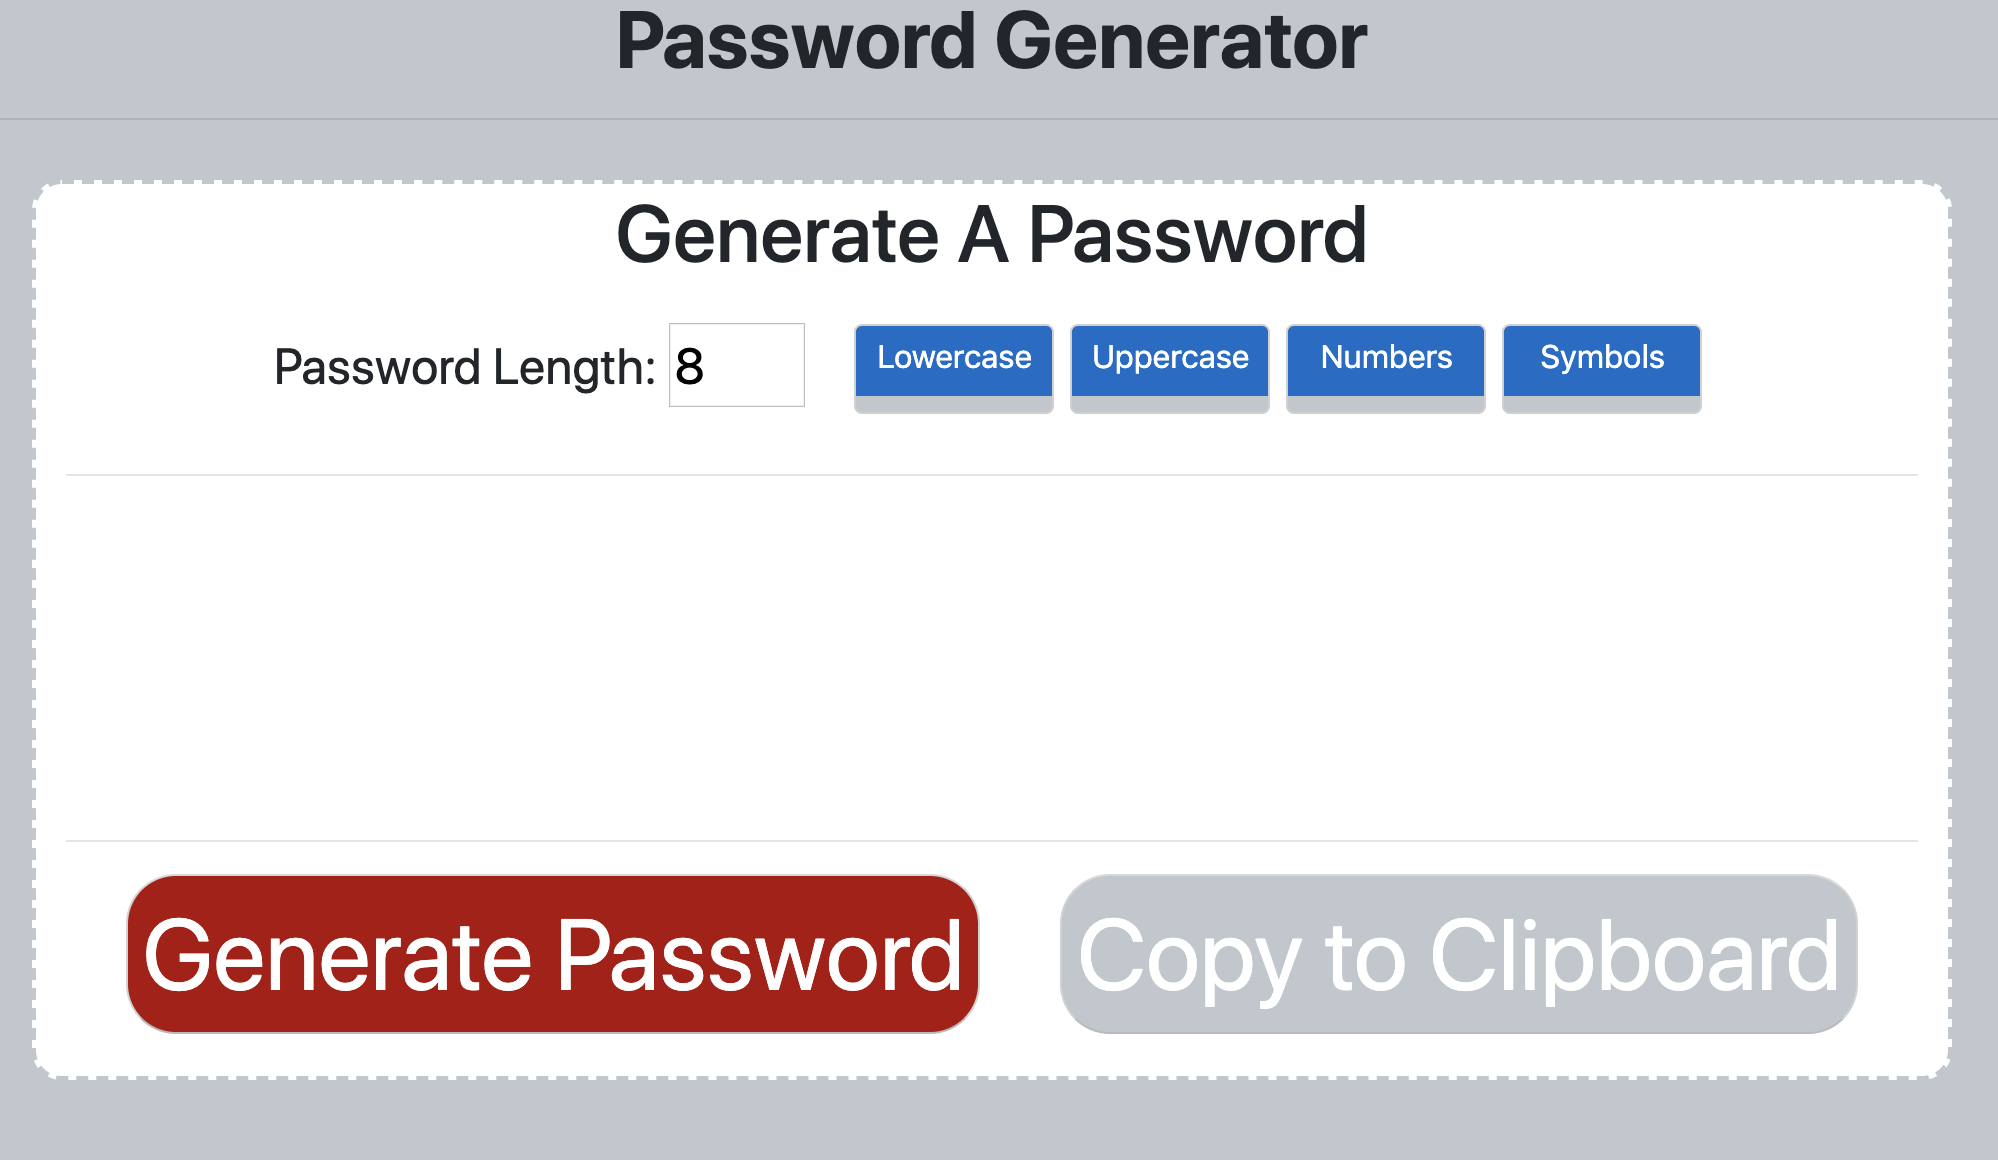 Password Generator
Generate A Password
Password Length: 8 Lowercase Uppercase Numbers Symbols
Generate Password Copy to Clipboard